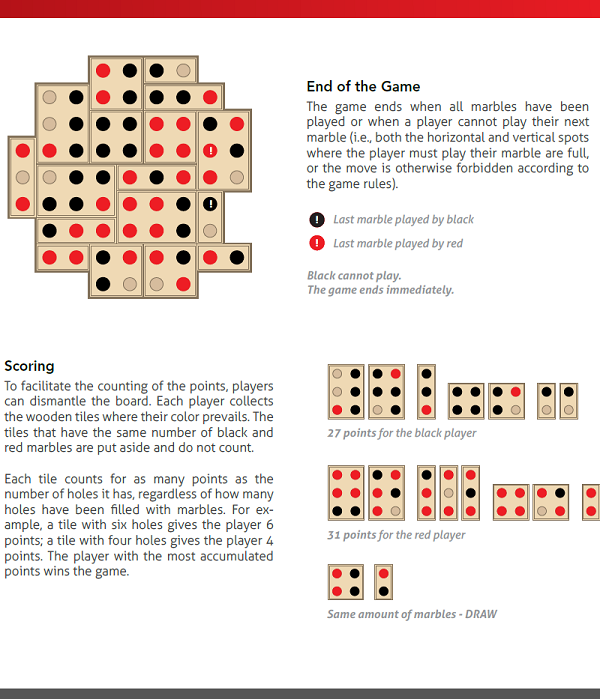 End of the Game
The game ends when all marbles have been
played or when a player cannot play their next
marble (i.e., both the horizontal and vertical spots
where the player must play their marble are full,
or the move is otherwise forbidden according to
the game rules).
! Last marble played by black
! Last marble played by red
Black cannot play.
The game ends immediately.
!
!
Scoring
To facilitate the counting of the points, players
can dismantle the board. Each player collects
the wooden tiles where their color prevails. The
tiles that have the same number of black and
red marbles are put aside and do not count.
Each tile counts for as many points as the
number of holes it has, regardless of how many
holes have been filled with marbles. For ex-
ample, a tile with six holes gives the player 6
points; a tile with four holes gives the player 4
points. The player with the most accumulated
points wins the game.
27 points for the black player
31 points for the red player
Same amount of marbles - DRAW